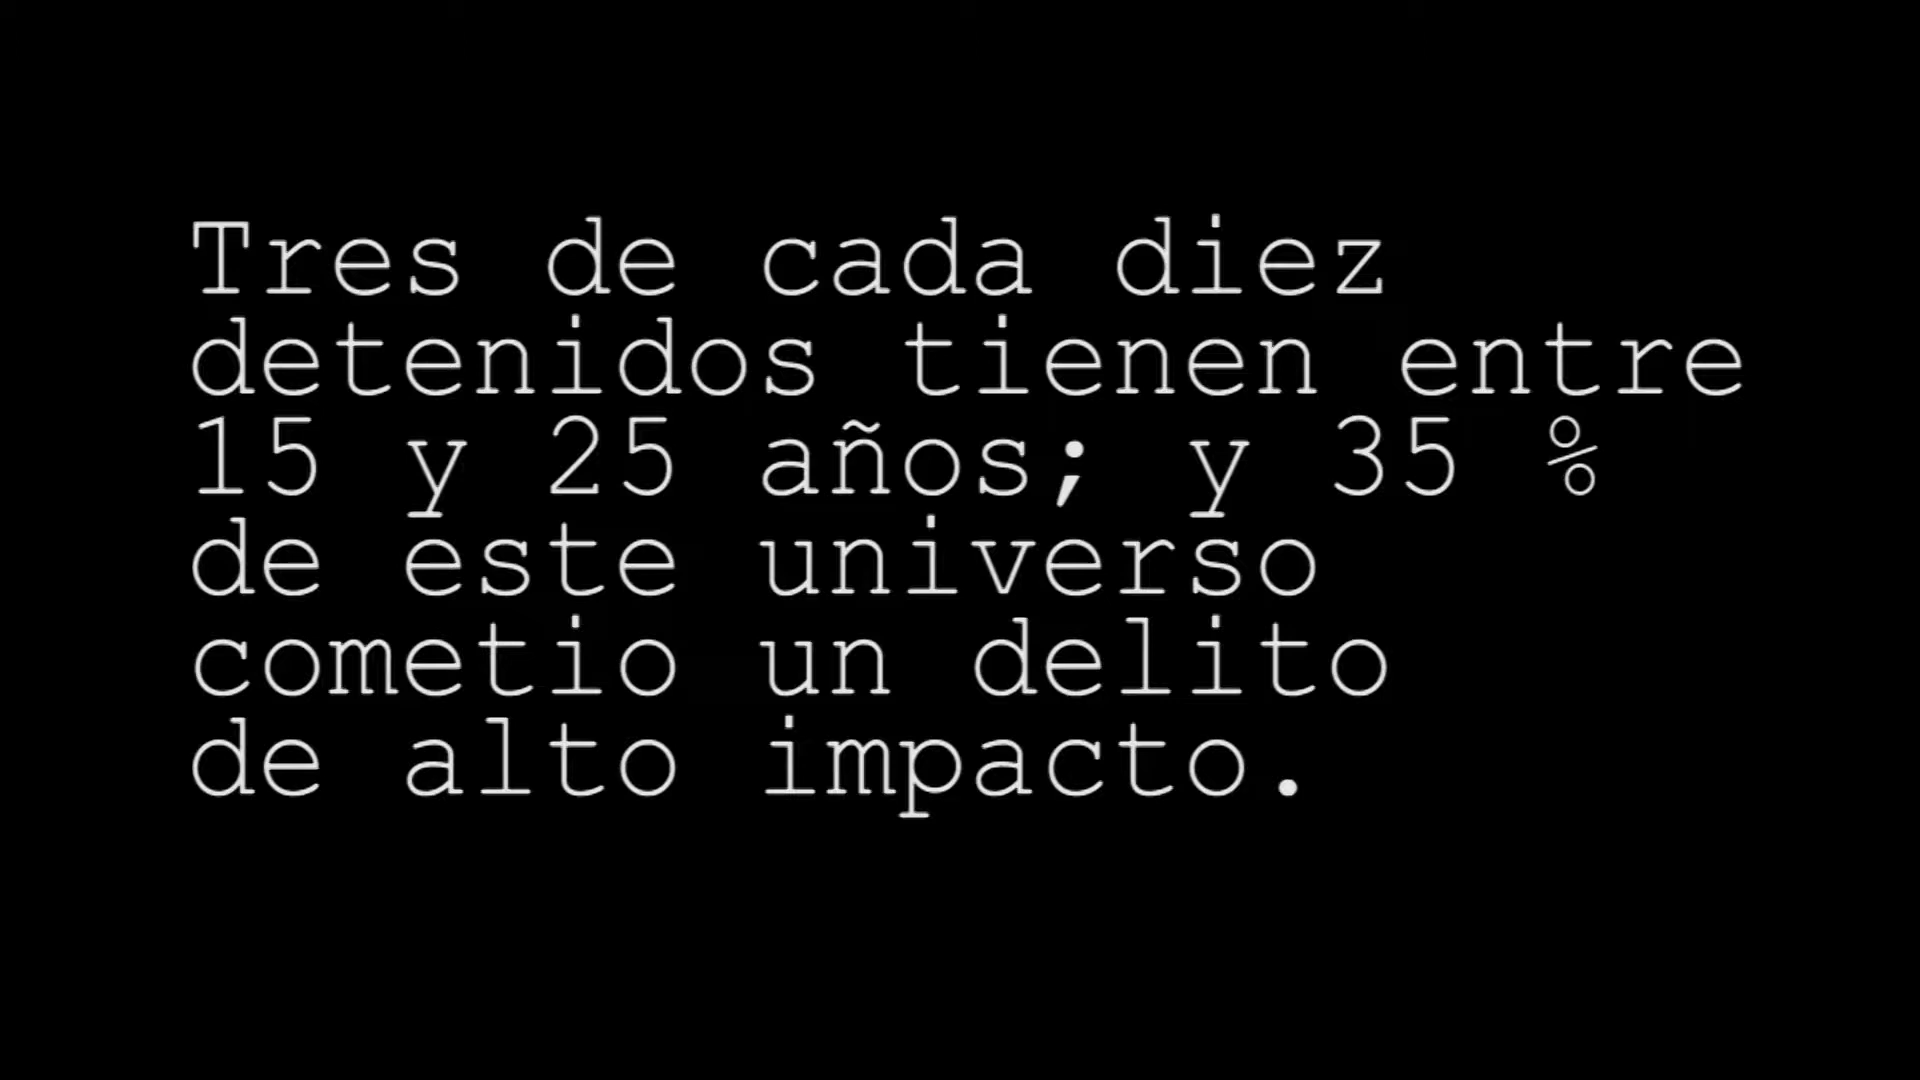 Tres de cada diez
detenidos tienen entre
15 y 25 años; y 35 %
de este universo
cometio un delito
de alto impacto.